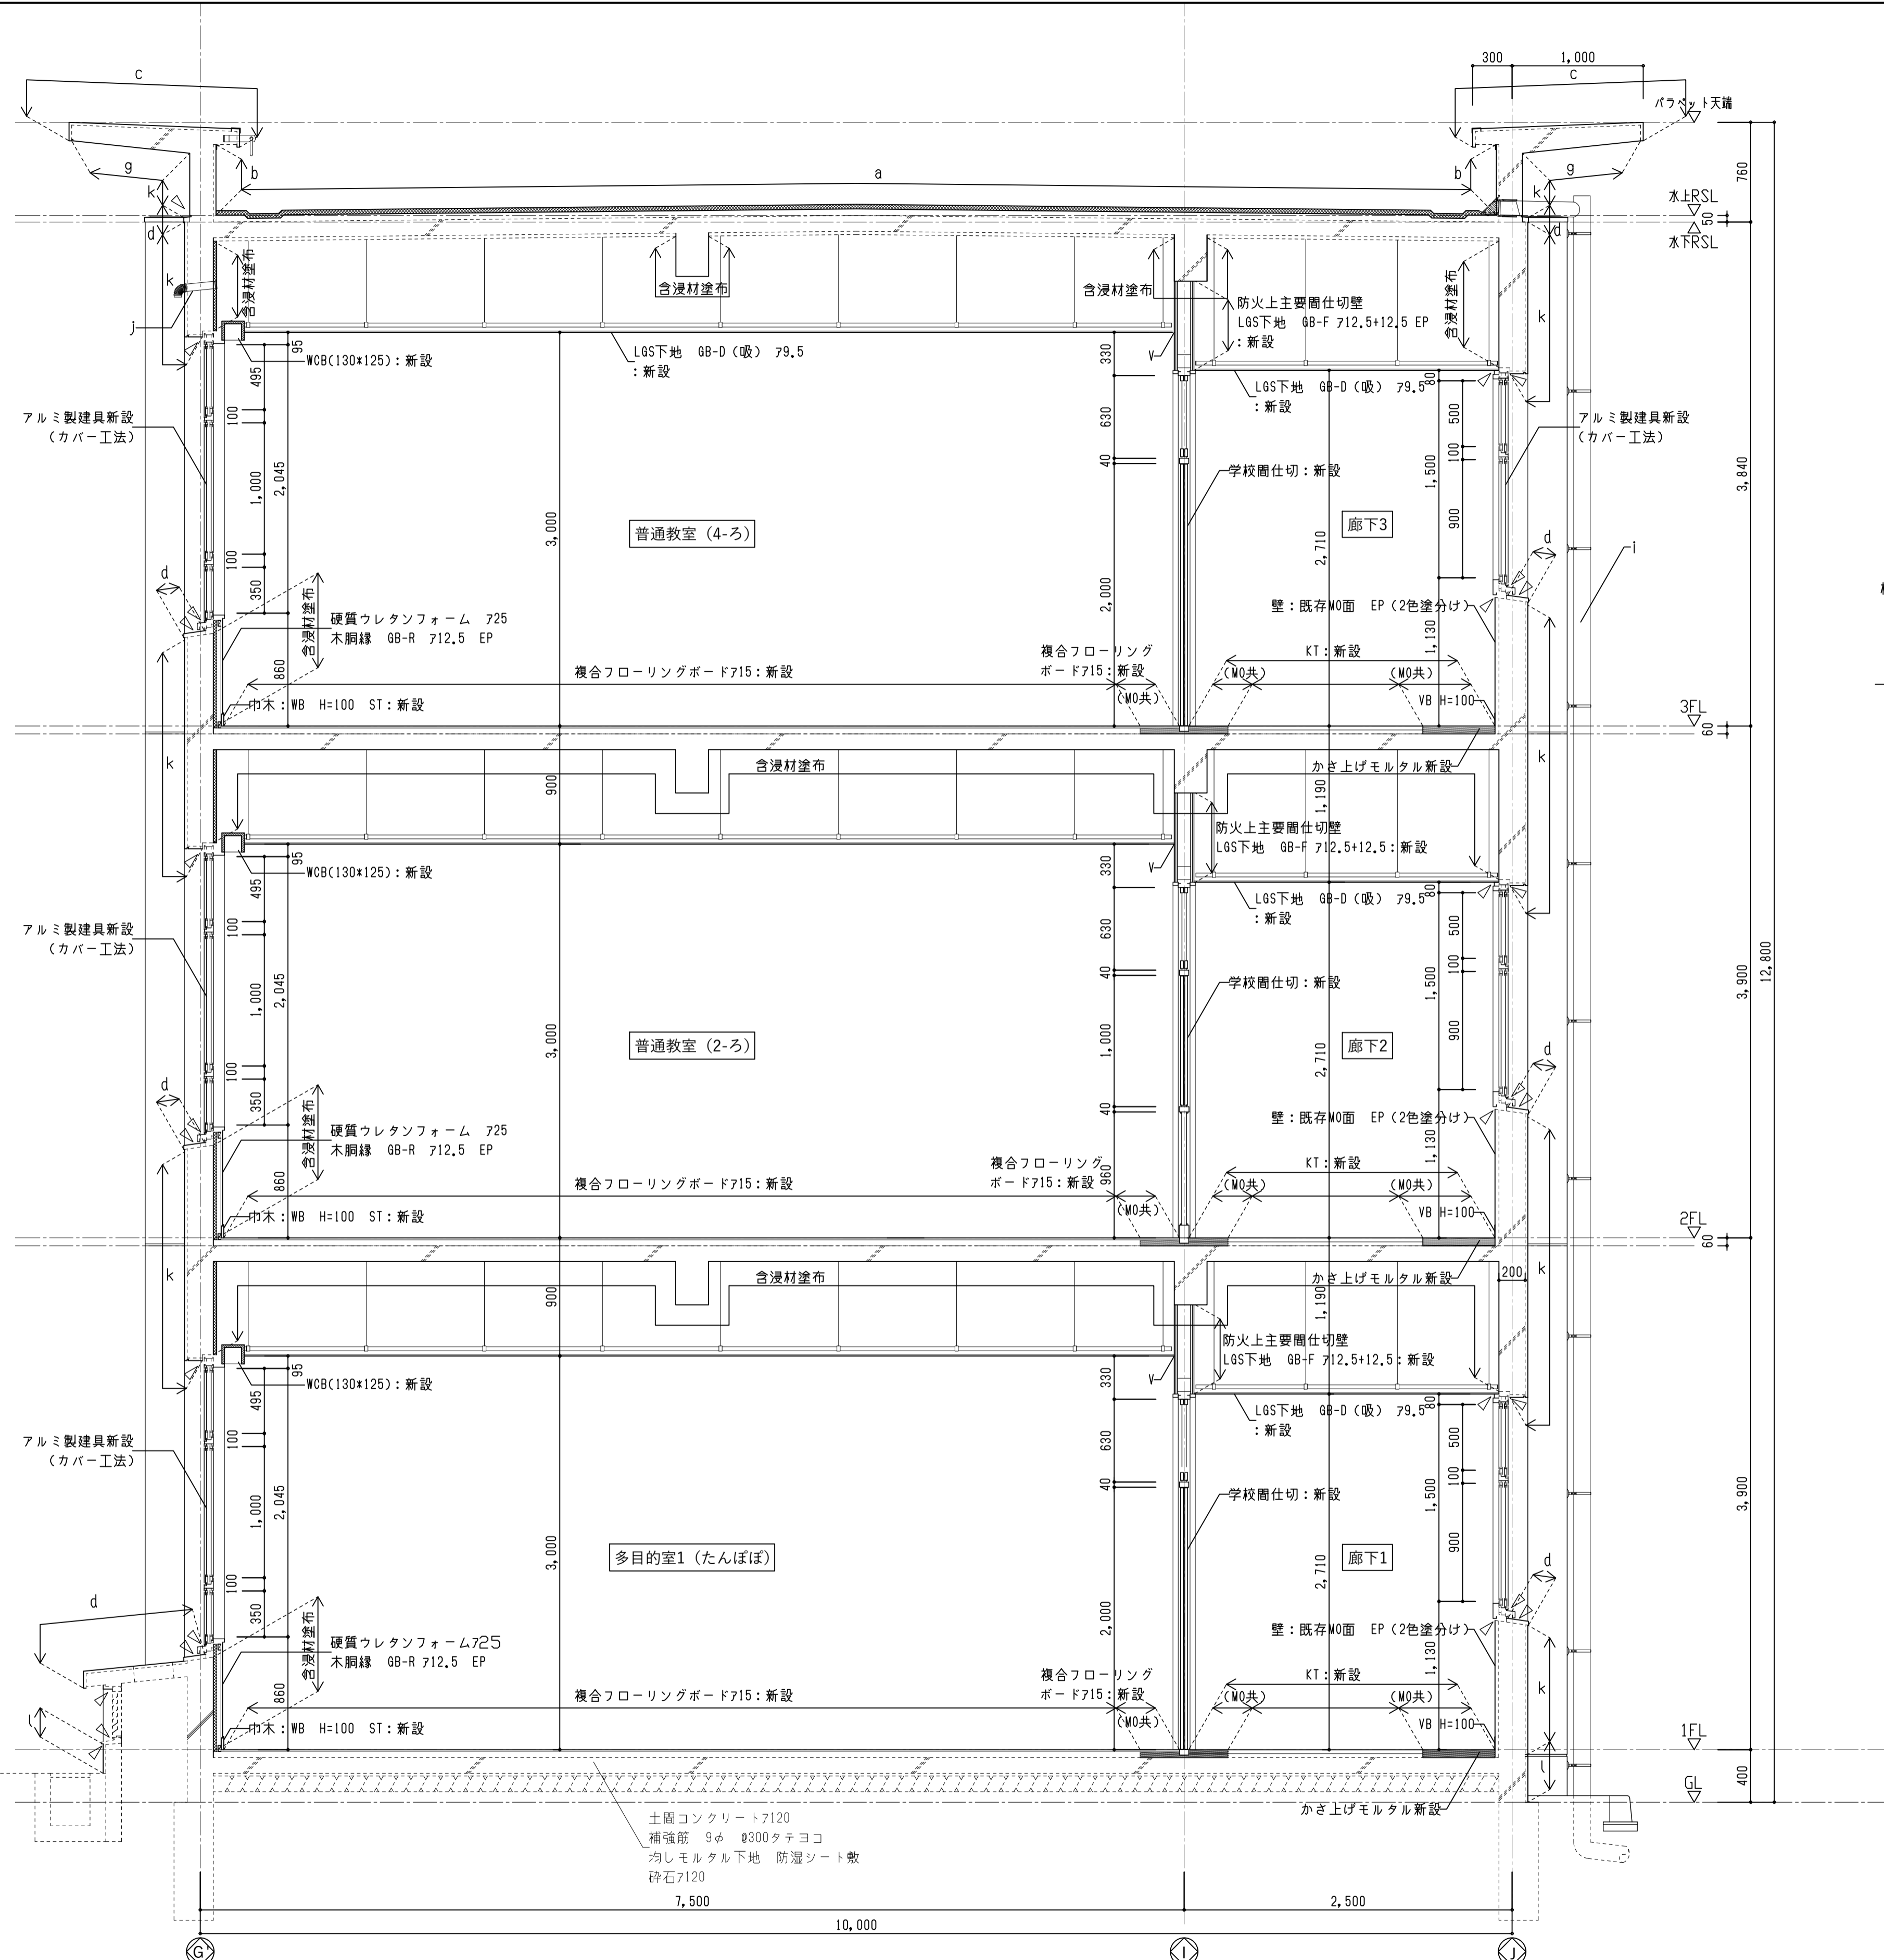 c
300
1,000
c
パラペット天端
g
b
a
b
g
k
k
760
水上RSL
50
水下RSL
d
d
k
k
j
含浸材塗布
含浸材塗布
含浸材塗布
含浸材塗布
防火上主要間仕切壁
LGS下地 GB-F ｱ12.5+12.5 EP
：新設
WCB(130*125)：新設
LGS下地 GB-D（吸） ｱ9.5
：新設
V
LGS下地 GB-D（吸） ｱ9.5
：新設
アルミ製建具新設
（カバー工法）
アルミ製建具新設
（カバー工法）
95
495
100
1,000
2,045
100
350
860
3,000
330
630
40
2,000
2,710
80
500
100
1,500
900
1,130
3,840
学校間仕切：新設
普通教室（4-ろ）
廊下3
i
d
d
含浸材塗布
硬質ウレタンフォーム ｱ25
木胴縁 GB-R ｱ12.5 EP
壁：既存MO面 EP（2色塗分け）
複合フローリングボードｱ15：新設
複合フローリング
ボードｱ15：新設
(MO共)
KT：新設
(MO共)
(MO共)
巾木：WB H=100 ST：新設
VB H=100
3FL
60
k
k
含浸材塗布
かさ上げモルタル新設
900
1,190
防火上主要間仕切壁
LGS下地 GB-F ｱ12.5+12.5：新設
WCB(130*125)：新設
V
LGS下地 GB-D（吸） ｱ9.5
：新設
アルミ製建具新設
（カバー工法）
95
495
100
1,000
2,045
100
350
860
3,000
330
630
40
1,000
40
960
2,710
80
500
100
1,500
900
1,130
3,900
12,800
学校間仕切：新設
普通教室（2-ろ）
廊下2
d
d
含浸材塗布
硬質ウレタンフォーム ｱ25
木胴縁 GB-R ｱ12.5 EP
壁：既存MO面 EP（2色塗分け）
複合フローリングボードｱ15：新設
複合フローリング
ボードｱ15：新設
(MO共)
KT：新設
(MO共)
(MO共)
巾木：WB H=100 ST：新設
VB H=100
2FL
60
k
k
含浸材塗布
かさ上げモルタル新設
200
900
1,190
防火上主要間仕切壁
LGS下地 GB-F ｱ12.5+12.5：新設
WCB(130*125)：新設
V
LGS下地 GB-D（吸） ｱ9.5
：新設
アルミ製建具新設
（カバー工法）
95
495
100
1,000
2,045
100
350
860
3,000
330
630
40
2,000
2,710
80
500
100
1,500
900
1,130
3,900
学校間仕切：新設
多目的室1（たんぽぽ）
廊下1
d
d
含浸材塗布
硬質ウレタンフォームｱ25
木胴縁 GB-R ｱ12.5 EP
壁：既存MO面 EP（2色塗分け）
複合フローリングボードｱ15：新設
複合フローリング
ボードｱ15：新設
(MO共)
KT：新設
(MO共)
(MO共)
巾木：WB H=100 ST：新設
VB H=100
k
l
l
1FL
400
GL
かさ上げモルタル新設
土間コンクリートｱ120
補強筋 9φ @300タテヨコ
均しモルタル下地 防湿シート敷
砕石ｱ120
7,500
2,500
10,000
G'
I
J